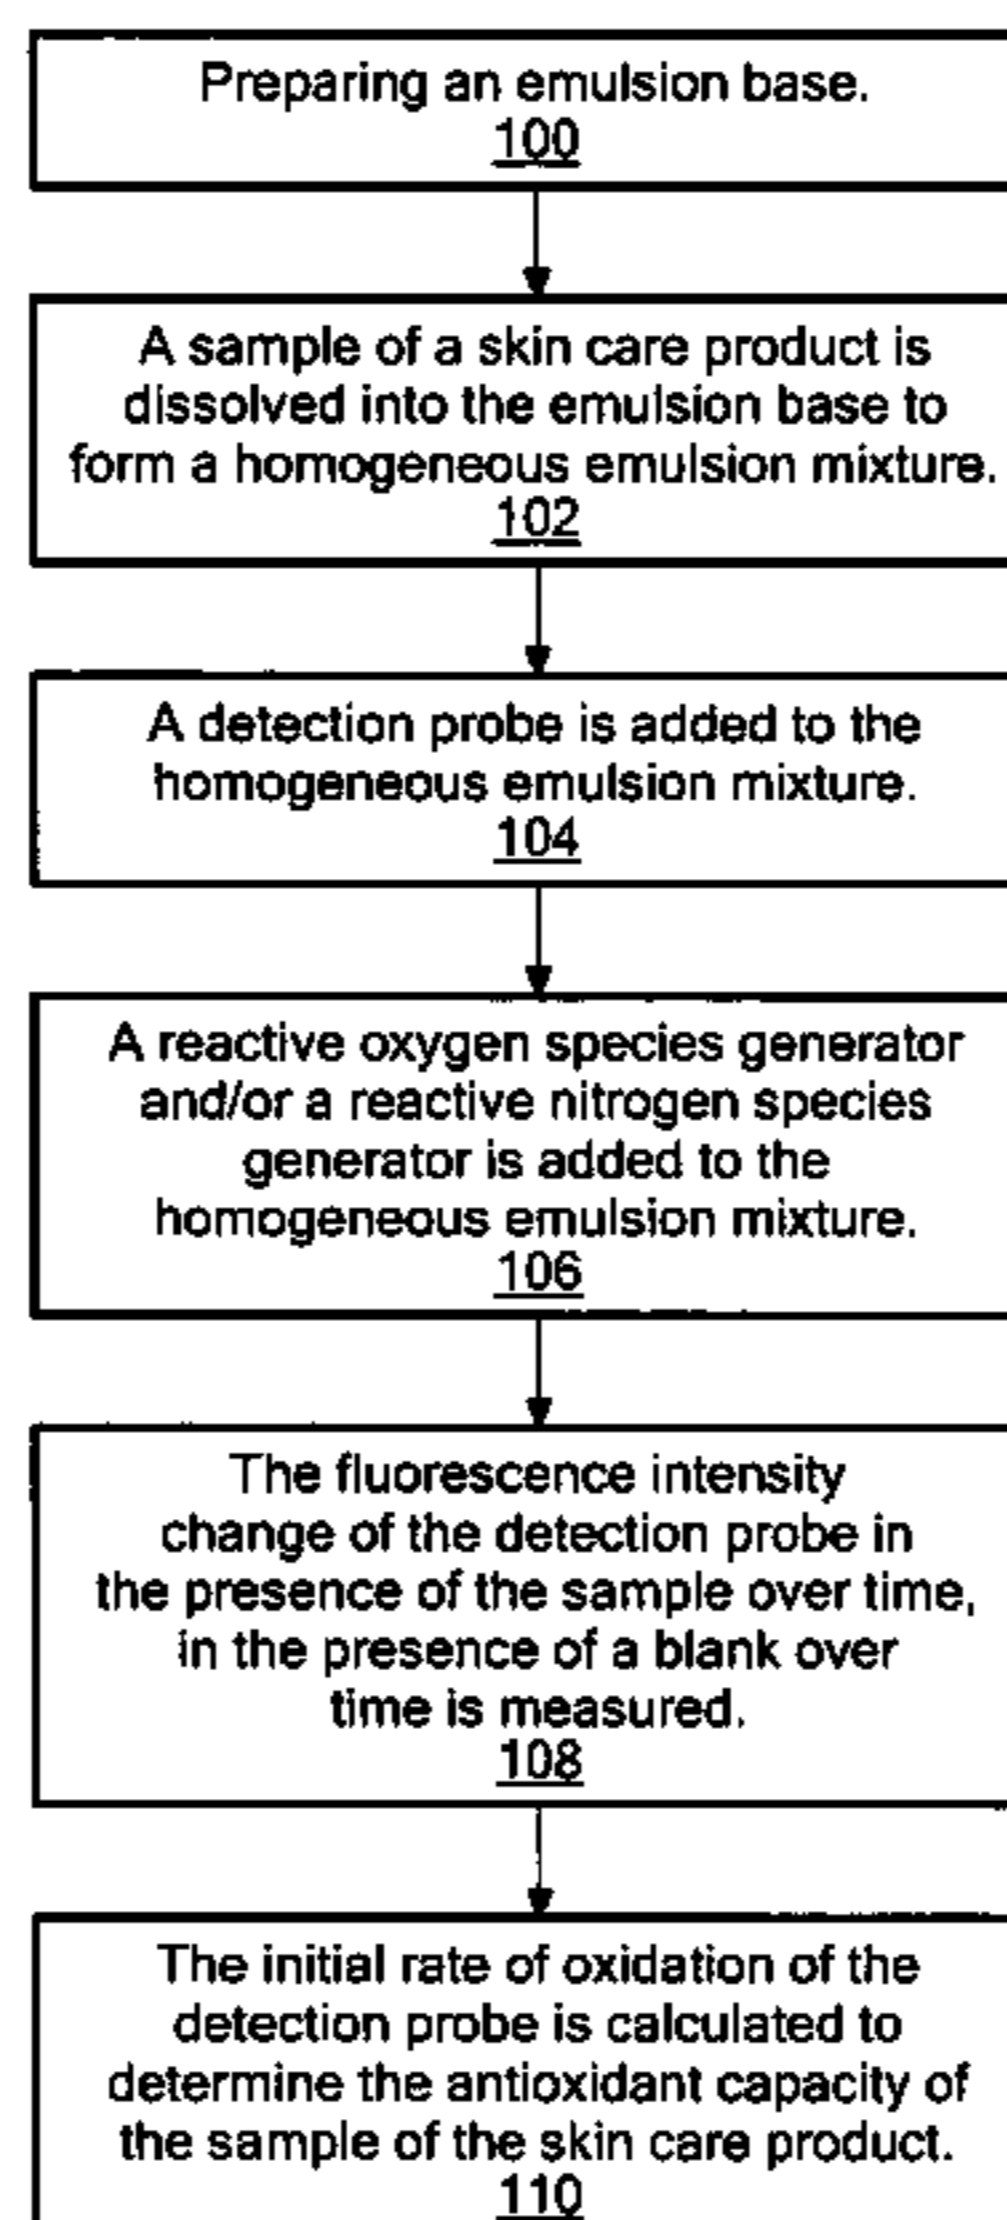 Preparing an emulsion base.
100
A sample of a skin care product is
dissolved into the emulsion base to
form a homogeneous emulsion mixture.
102
A detection probe is added to the
homogeneous emulsion mixture.
104
A reactive oxygen species generator
and/or a reactive nitrogen species
generator is added to the
homogeneous emulsion mixture.
106
The fluorescence intensity
change of the detection probe in
the presence of the sample over time,
in the presence of a blank over
time is measured.
108
The initial rate of oxidation of the
detection probe is calculated to
determine the antioxidant capacity of
the sample of the skin care product.
110